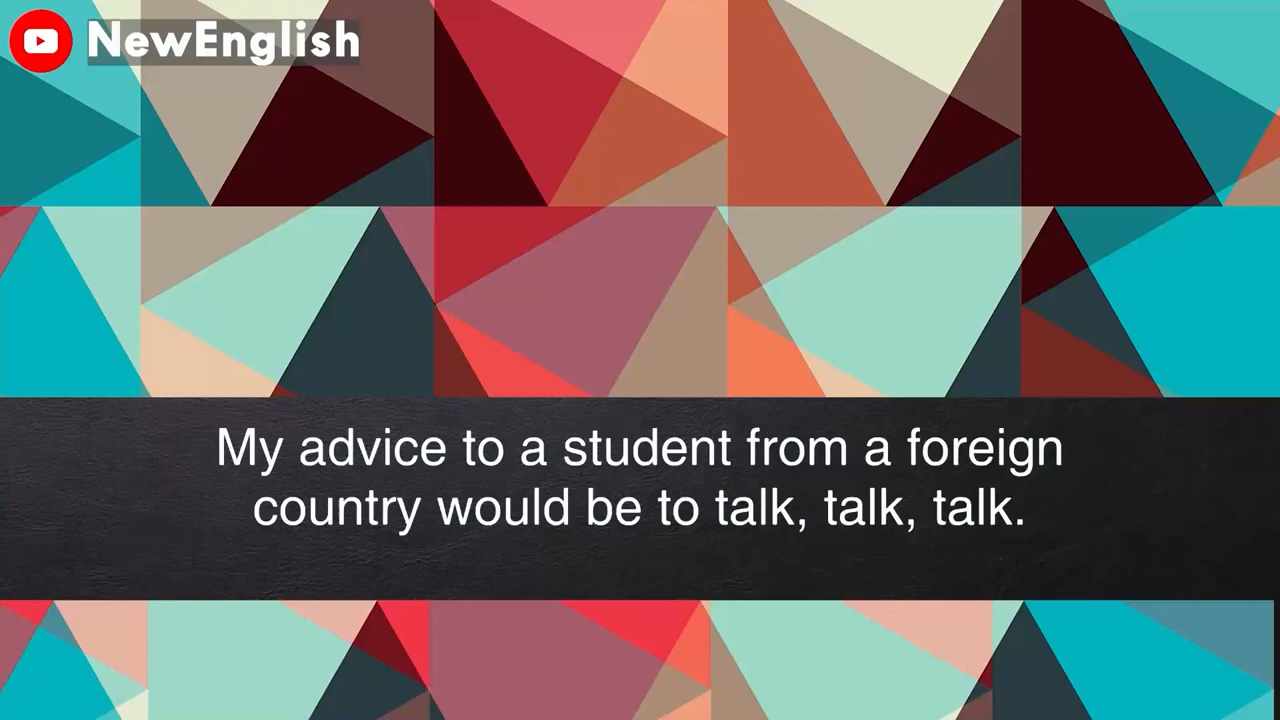 NewEnglish
My advice to a student from a foreign
country would be to talk, talk, talk.